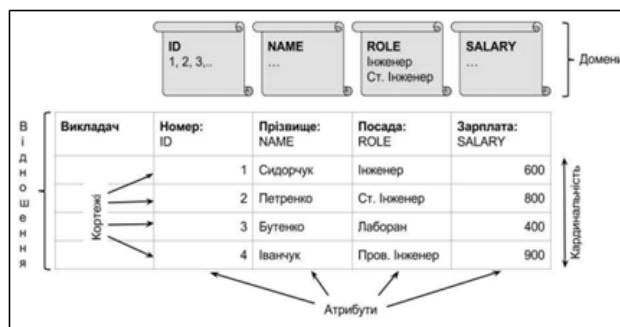 ID
1, 2, 3,..
NAME
...
ROLE
Інженер
Ст. Інженер
SALARY
...
Домени
Відношення
Викладач
Номер:
ID
Прізвище:
NAME
Посада:
ROLE
Зарплата:
SALARY
Кортежі
1 Сидорчук Інженер 600
2 Петренко Ст. Інженер 800
3 Бутенко Лаборан 400
4 Іванчук Пров. Інженер 900
Кардинальність
Атрибути